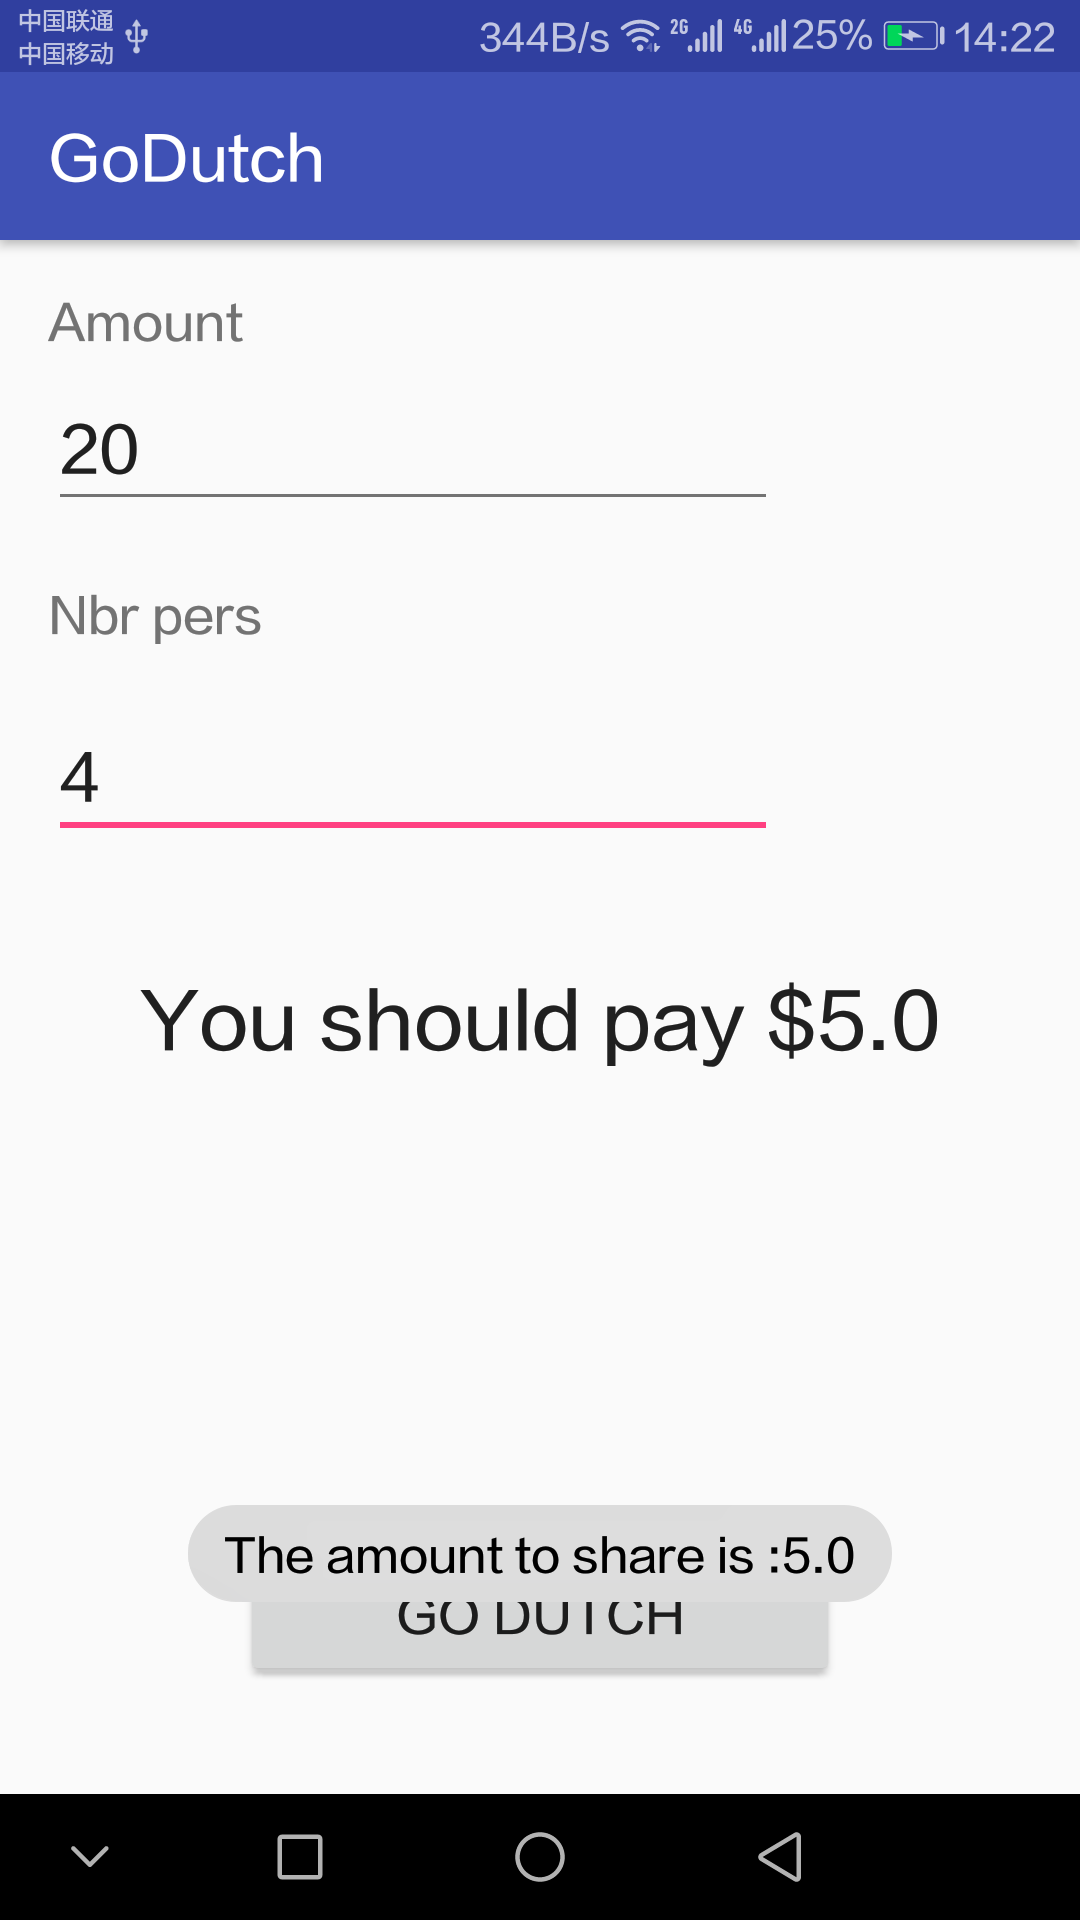 中国联通
中国移动
344B/s 2G 4G 25% 14:22
GoDutch
Amount
20
Nbr pers
4
You should pay $5.0
The amount to share is :5.0
GO DUTCH